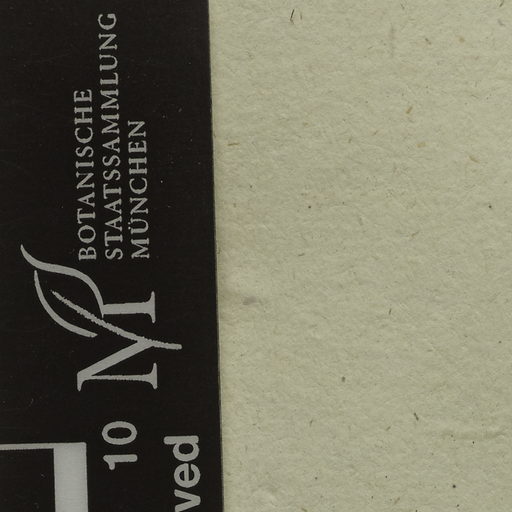 BOTANISCHE
STAATSSAMMLUNG
MÜNCHEN
M
10
ved